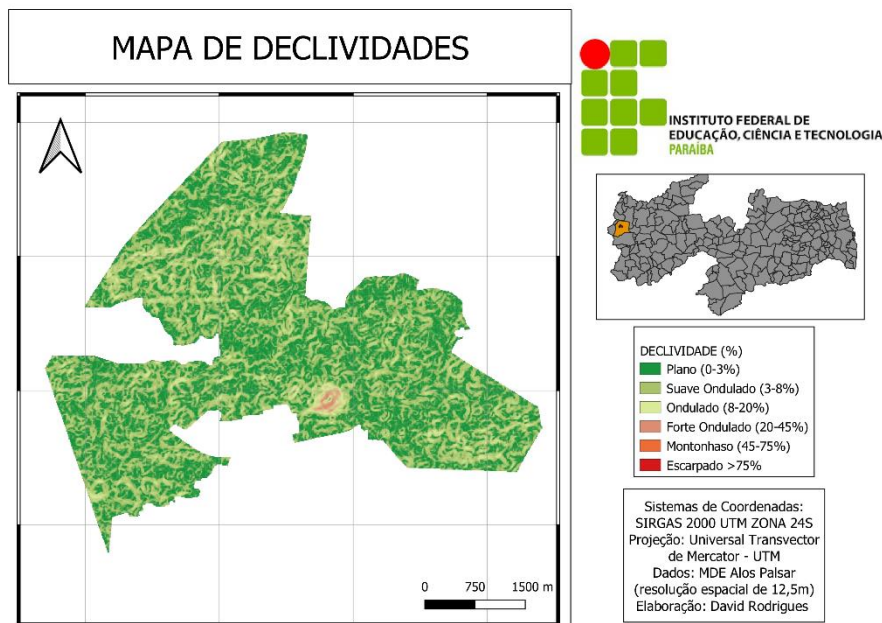 MAPA DE DECLIVIDADES
INSTITUTO FEDERAL DE
EDUCAÇÃO, CIÊNCIA E TECNOLOGIA
PARAÍBA
DECLIVIDADE (%)
Plano (0-3%)
Suave Ondulado (3-8%)
Ondulado (8-20%)
Forte Ondulado (20-45%)
Montonhaso (45-75%)
Escarpado >75%
0 750 1500 m
Sistemas de Coordenadas:
SIRGAS 2000 UTM ZONA 24S
Projeção: Universal Transvector
de Mercator - UTM
Dados: MDE Alos Palsar
(resolução espacial de 12,5m)
Elaboração: David Rodrigues